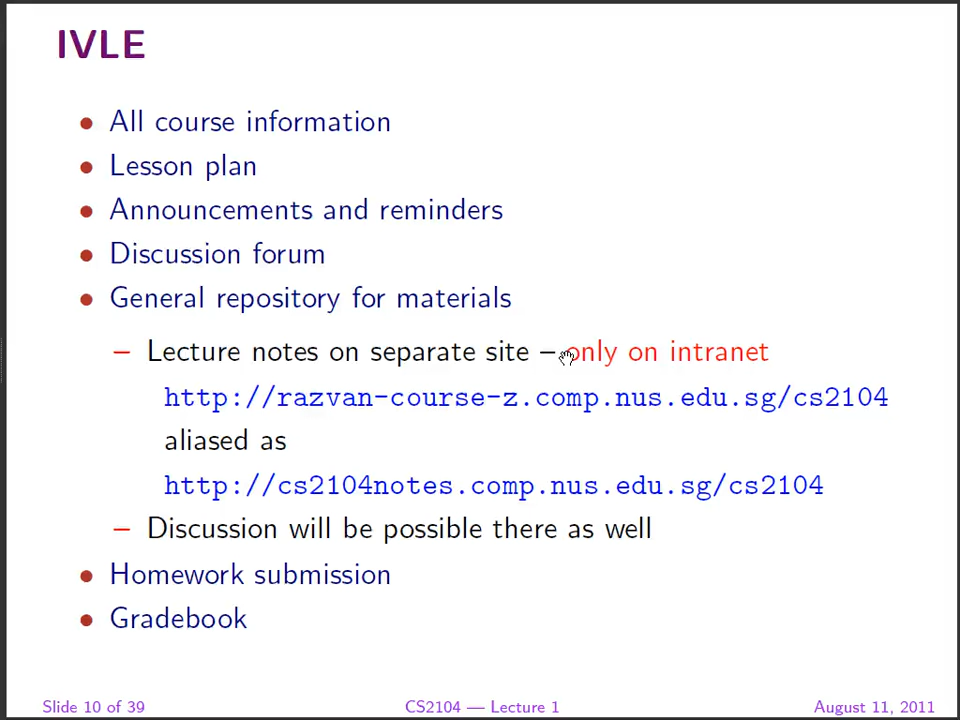 IVLE
• All course information
• Lesson plan
• Announcements and reminders
• Discussion forum
• General repository for materials
– Lecture notes on separate site – only on intranet
http://razvan-course-z.comp.nus.edu.sg/cs2104
aliased as
http://cs2104notes.comp.nus.edu.sg/cs2104
– Discussion will be possible there as well
• Homework submission
• Gradebook
Slide 10 of 39 CS2104 — Lecture 1 August 11, 2011